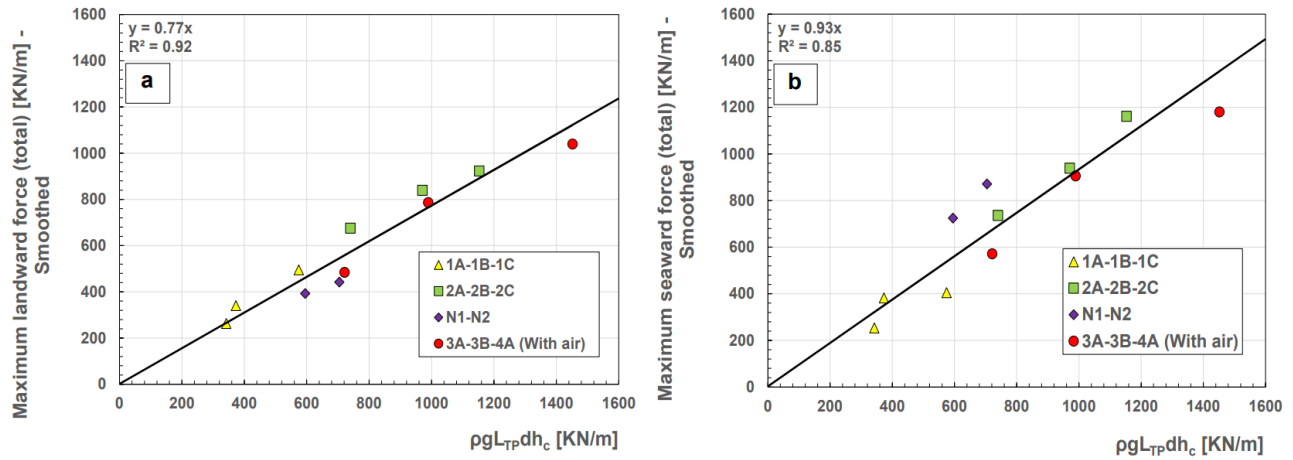 Maximum landward force (total) [KN/m] -
Smoothed
1600
1400
1200
1000
800
600
400
200
0
y = 0.77x
R² = 0.92
a
1A-1B-1C
2A-2B-2C
N1-N2
3A-3B-4A (With air)
0 200 400 600 800 1000 1200 1400 1600
ρgL_TP dh_c [KN/m]
Maximum seaward force (total) [KN/m] -
Smoothed
1600
1400
1200
1000
800
600
400
200
0
y = 0.93x
R² = 0.85
b
1A-1B-1C
2A-2B-2C
N1-N2
3A-3B-4A (With air)
0 200 400 600 800 1000 1200 1400 1600
ρgL_TP dh_c [KN/m]